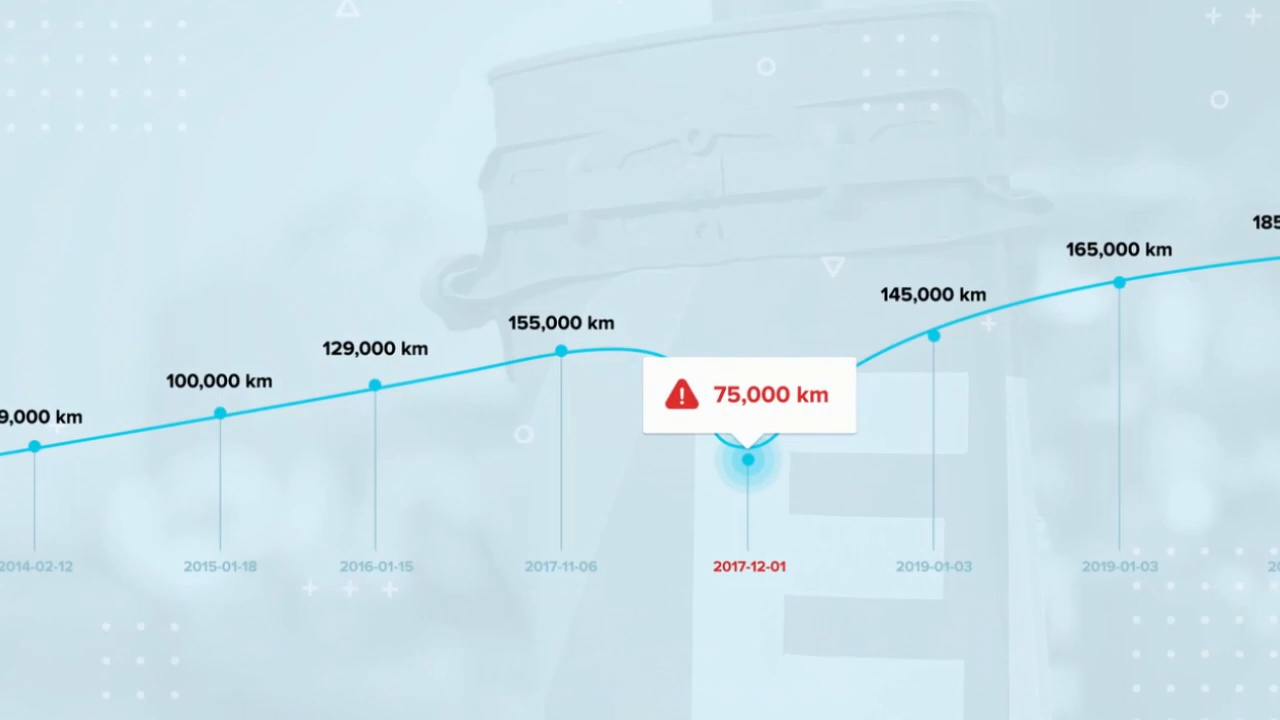 185
165,000 km
145,000 km
155,000 km
129,000 km
100,000 km
75,000 km
9,000 km
2014-02-12
2015-01-18
2016-01-15
2017-11-06
2017-12-01
2019-01-03
2019-01-03
20